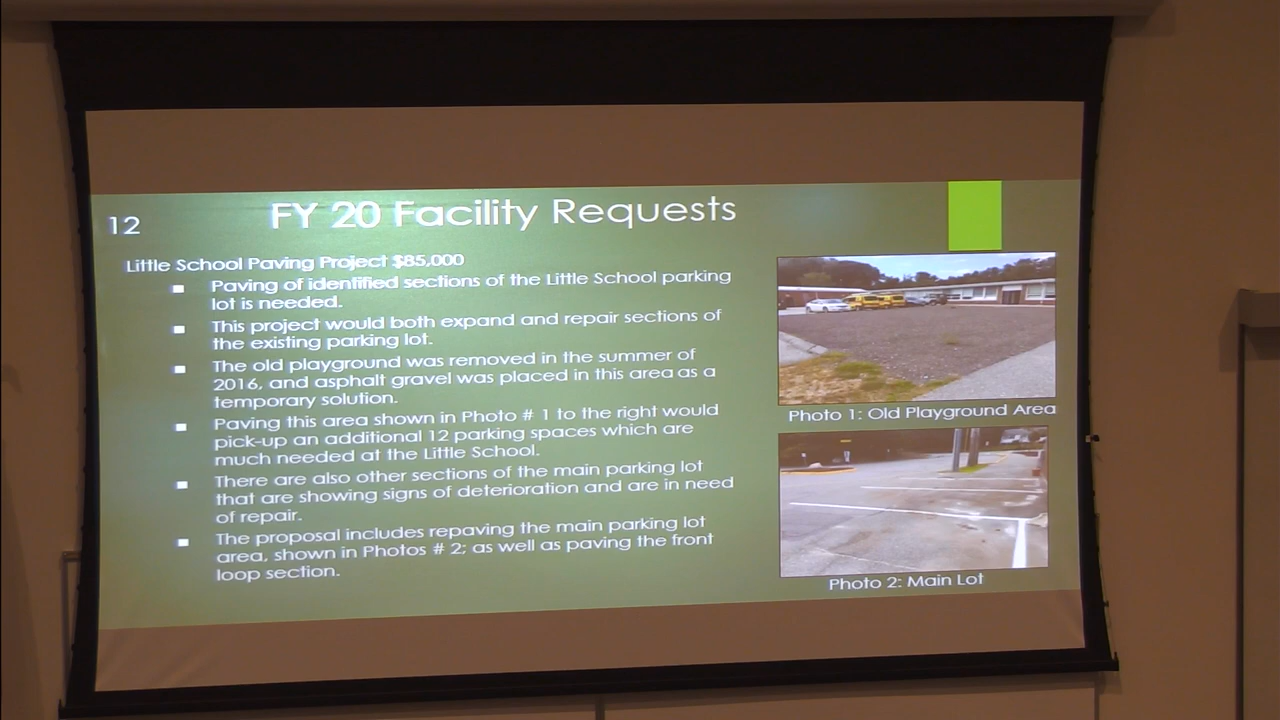 12
FY 20 Facility Requests
Little School Paving Project $85,000
Paving of identified sections of the Little School parking
lot is needed.
This project would both expand and repair sections of
the existing parking lot.
The old playground was removed in the summer of
2016, and asphalt gravel was placed in this area as a
temporary solution.
Paving this area shown in Photo # 1 to the right would
pick-up an additional 12 parking spaces which are
much needed at the Little School.
There are also other sections of the main parking lot
that are showing signs of deterioration and are in need
of repair.
The proposal includes repaving the main parking lot
area, shown in Photos # 2; as well as paving the front
loop section.
Photo 1: Old Playground Area
Photo 2: Main Lot